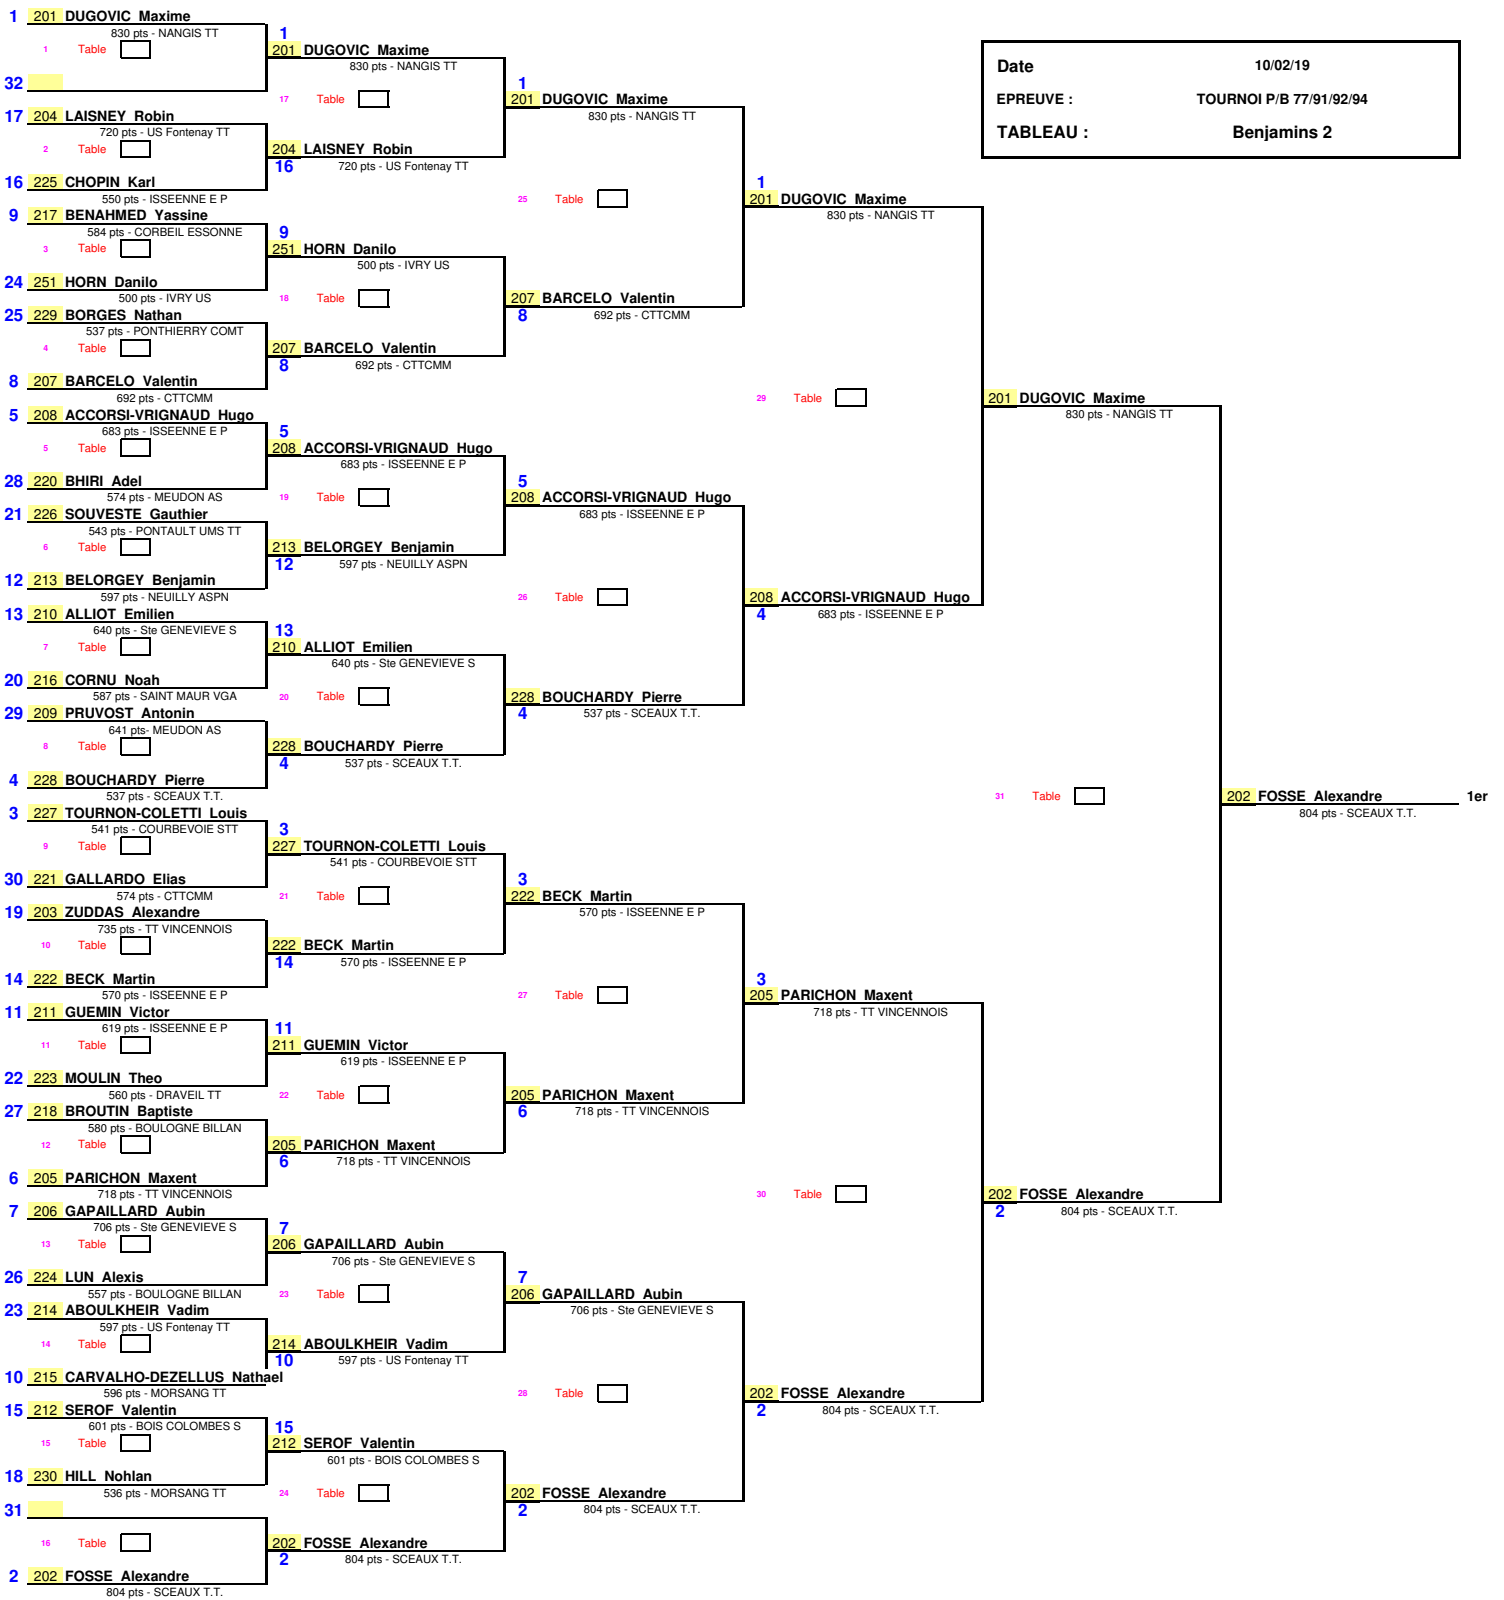 Date 10/02/19
EPREUVE : TOURNOI P/B 77/91/92/94
TABLEAU : Benjamins 2
1 201 DUGOVIC Maxime
830 pts - NANGIS TT
1 Table
32
17 204 LAISNEY Robin
720 pts - US Fontenay TT
2 Table
16 225 CHOPIN Karl
550 pts - ISSEENNE E P
9 217 BENAHMED Yassine
584 pts - CORBEIL ESSONNE
3 Table
24 251 HORN Danilo
500 pts - IVRY US
25 229 BORGES Nathan
537 pts - PONTHIERRY COMT
4 Table
8 207 BARCELO Valentin
692 pts - CTTCMM
5 208 ACCORSI-VRIGNAUD Hugo
683 pts - ISSEENNE E P
5 Table
28 220 BHIRI Adel
574 pts - MEUDON AS
21 226 SOUVESTE Gauthier
543 pts - PONTAULT UMS TT
6 Table
12 213 BELORGEY Benjamin
597 pts - NEUILLY ASPN
13 210 ALLIOT Emilien
640 pts - Ste GENEVIEVE S
7 Table
20 216 CORNU Noah
587 pts - SAINT MAUR VGA
29 209 PRUVOST Antonin
641 pts- MEUDON AS
8 Table
4 228 BOUCHARDY Pierre
537 pts - SCEAUX T.T.
3 227 TOURNON-COLETTI Louis
541 pts - COURBEVOIE STT
9 Table
30 221 GALLARDO Elias
574 pts - CTTCMM
19 203 ZUDDAS Alexandre
735 pts - TT VINCENNOIS
10 Table
14 222 BECK Martin
570 pts - ISSEENNE E P
11 211 GUEMIN Victor
619 pts - ISSEENNE E P
11 Table
22 223 MOULIN Theo
560 pts - DRAVEIL TT
27 218 BROUTIN Baptiste
580 pts - BOULOGNE BILLAN
12 Table
6 205 PARICHON Maxent
718 pts - TT VINCENNOIS
7 206 GAPAILLARD Aubin
706 pts - Ste GENEVIEVE S
13 Table
26 224 LUN Alexis
557 pts - BOULOGNE BILLAN
23 214 ABOULKHEIR Vadim
597 pts - US Fontenay TT
14 Table
10 215 CARVALHO-DEZELLUS Nathael
596 pts - MORSANG TT
15 212 SEROF Valentin
601 pts - BOIS COLOMBES S
15 Table
18 230 HILL Nohlan
536 pts - MORSANG TT
31
16 Table
2 202 FOSSE Alexandre
804 pts - SCEAUX T.T.
1
201 DUGOVIC Maxime
830 pts - NANGIS TT
17 Table
204 LAISNEY Robin
16 720 pts - US Fontenay TT
9
251 HORN Danilo
500 pts - IVRY US
18 Table
207 BARCELO Valentin
8 692 pts - CTTCMM
5
208 ACCORSI-VRIGNAUD Hugo
683 pts - ISSEENNE E P
19 Table
213 BELORGEY Benjamin
12 597 pts - NEUILLY ASPN
13
210 ALLIOT Emilien
640 pts - Ste GENEVIEVE S
20 Table
228 BOUCHARDY Pierre
4 537 pts - SCEAUX T.T.
3
227 TOURNON-COLETTI Louis
541 pts - COURBEVOIE STT
21 Table
222 BECK Martin
14 570 pts - ISSEENNE E P
11
211 GUEMIN Victor
619 pts - ISSEENNE E P
22 Table
205 PARICHON Maxent
6 718 pts - TT VINCENNOIS
7
206 GAPAILLARD Aubin
706 pts - Ste GENEVIEVE S
23 Table
214 ABOULKHEIR Vadim
10 597 pts - US Fontenay TT
15
212 SEROF Valentin
601 pts - BOIS COLOMBES S
24 Table
202 FOSSE Alexandre
2 804 pts - SCEAUX T.T.
1
201 DUGOVIC Maxime
830 pts - NANGIS TT
25 Table
207 BARCELO Valentin
8 692 pts - CTTCMM
5
208 ACCORSI-VRIGNAUD Hugo
683 pts - ISSEENNE E P
26 Table
228 BOUCHARDY Pierre
4 537 pts - SCEAUX T.T.
3
222 BECK Martin
570 pts - ISSEENNE E P
27 Table
205 PARICHON Maxent
6 718 pts - TT VINCENNOIS
7
206 GAPAILLARD Aubin
706 pts - Ste GENEVIEVE S
28 Table
202 FOSSE Alexandre
2 804 pts - SCEAUX T.T.
1
201 DUGOVIC Maxime
830 pts - NANGIS TT
29 Table
208 ACCORSI-VRIGNAUD Hugo
4 683 pts - ISSEENNE E P
3
205 PARICHON Maxent
718 pts - TT VINCENNOIS
30 Table
202 FOSSE Alexandre
2 804 pts - SCEAUX T.T.
201 DUGOVIC Maxime
830 pts - NANGIS TT
31 Table
202 FOSSE Alexandre
2 804 pts - SCEAUX T.T.
202 FOSSE Alexandre 1er
804 pts - SCEAUX T.T.